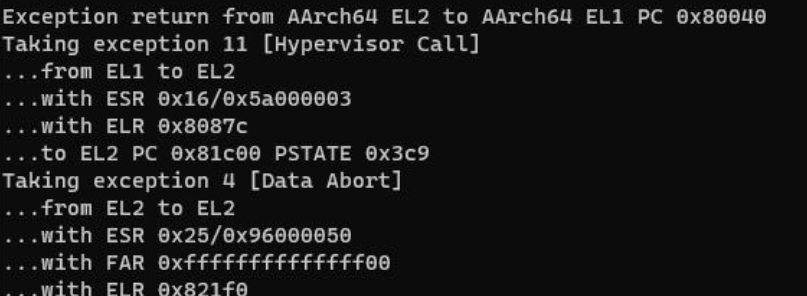 Exception return from AArch64 EL2 to AArch64 EL1 PC 0x80040
Taking exception 11 [Hypervisor Call]
...from EL1 to EL2
...with ESR 0x16/0x5a000003
...with ELR 0x8087c
...to EL2 PC 0x81c00 PSTATE 0x3c9
Taking exception 4 [Data Abort]
...from EL2 to EL2
...with ESR 0x25/0x96000050
...with FAR 0xffffffffffffff00
...with ELR 0x821f0